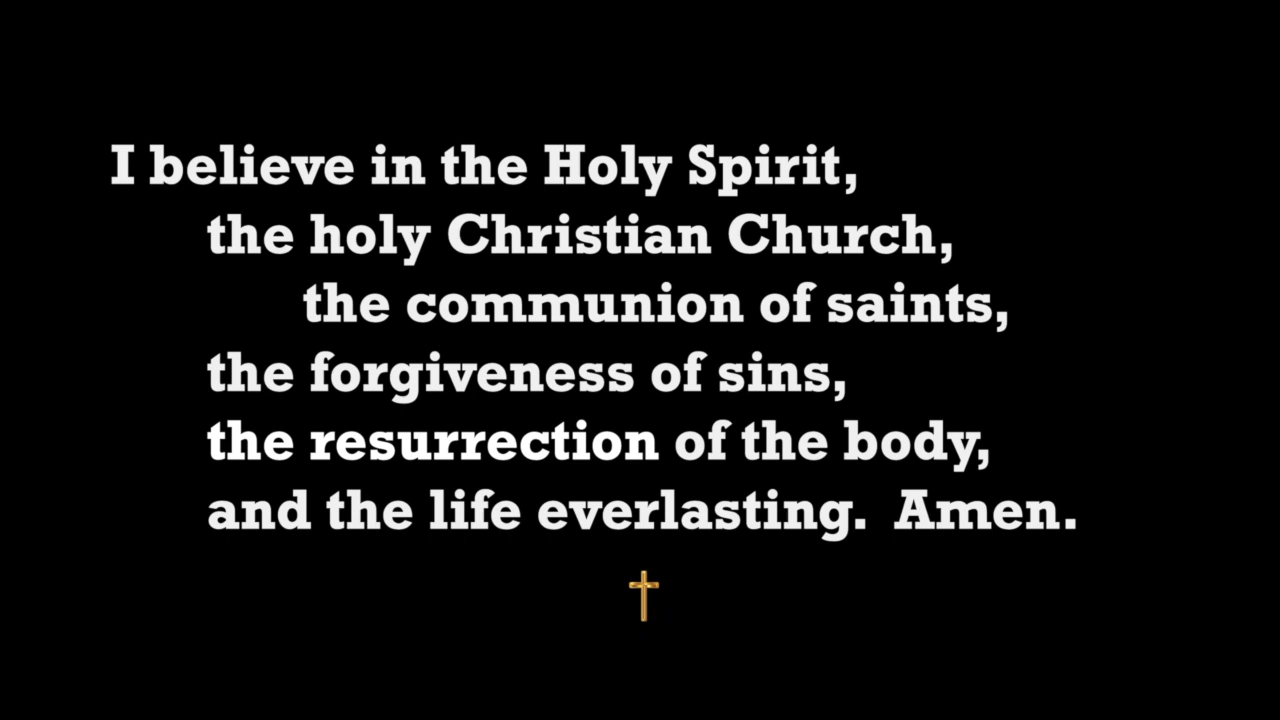 I believe in the Holy Spirit,
the holy Christian Church,
the communion of saints,
the forgiveness of sins,
the resurrection of the body,
and the life everlasting.  Amen.